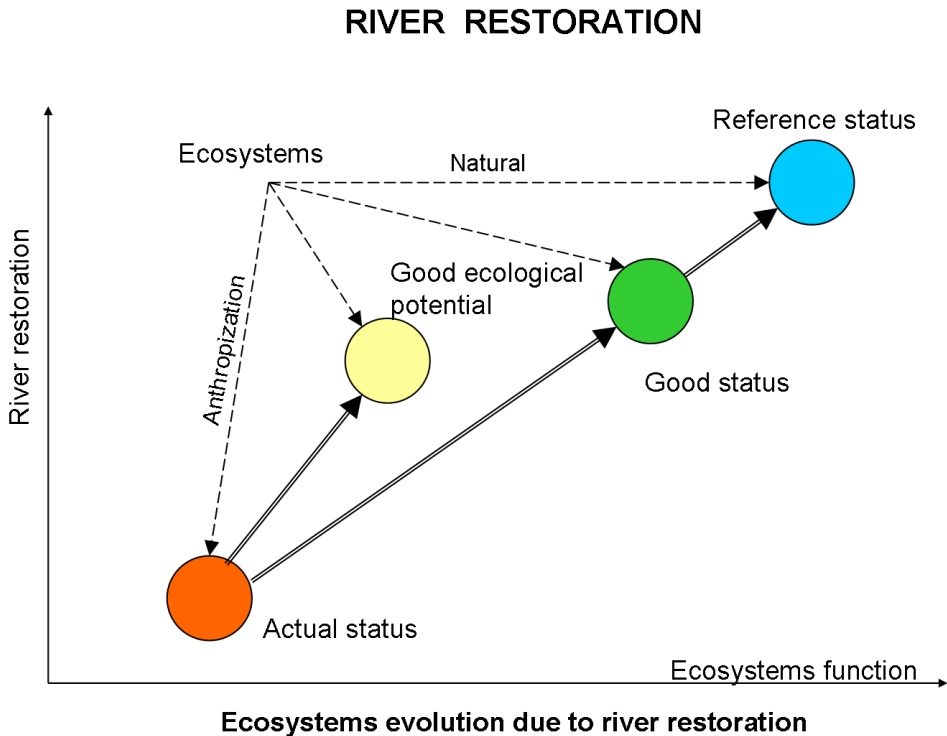 RIVER RESTORATION
Reference status
Ecosystems
Natural
Good ecological
potential
Anthropization
River restoration
Good status
Actual status
Ecosystems function
Ecosystems evolution due to river restoration